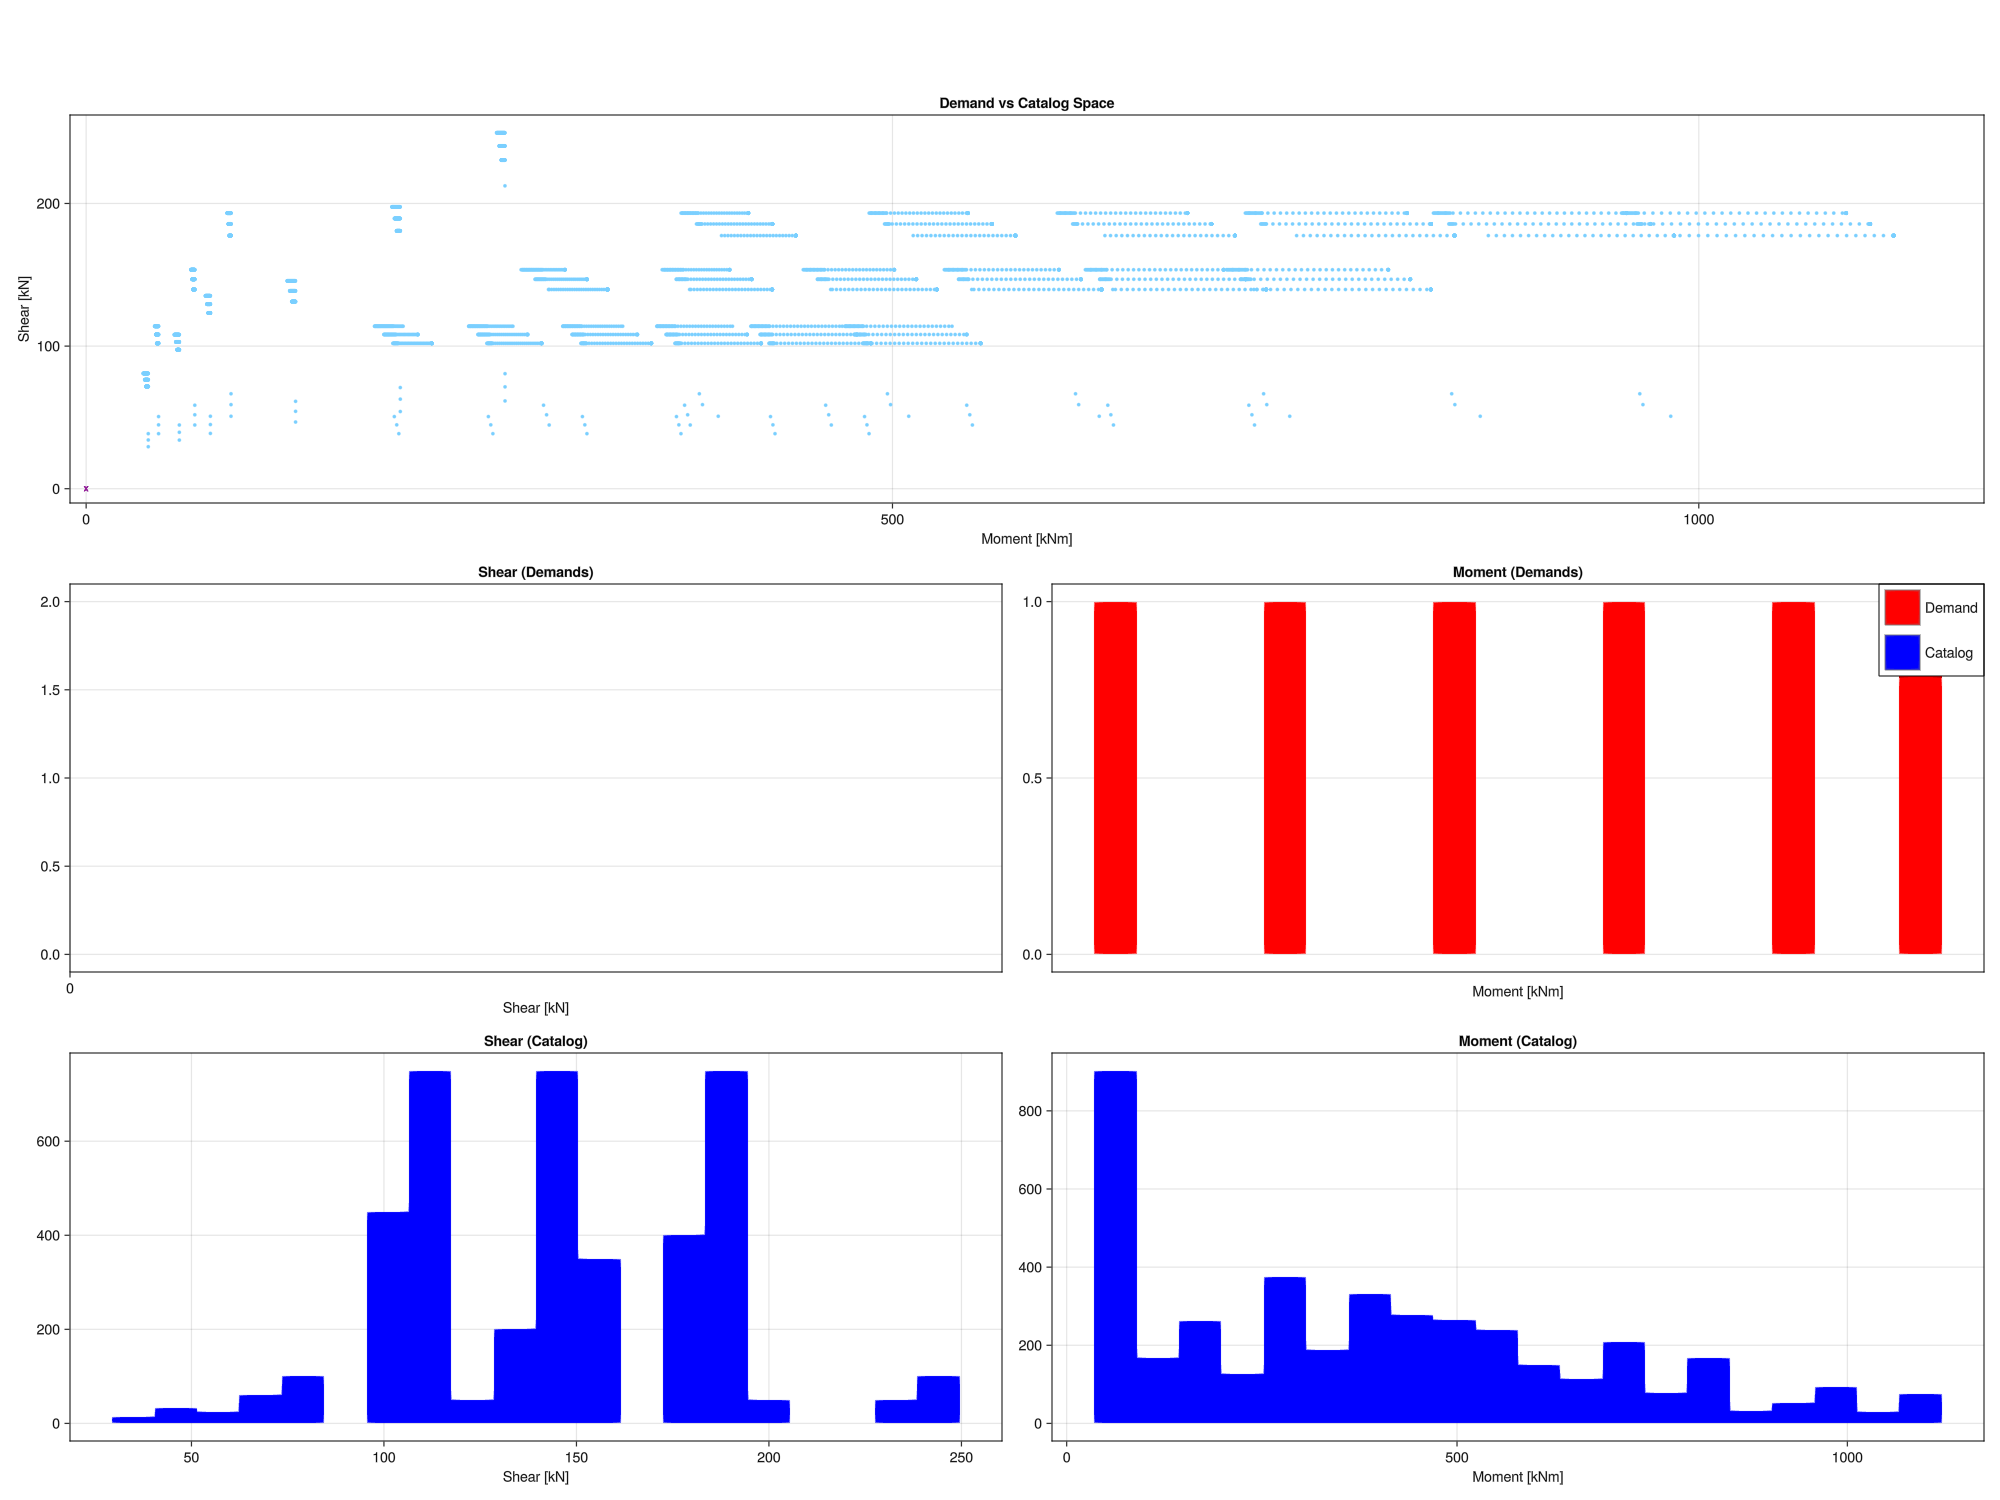 Demand vs Catalog Space
200
100
0
Shear [kN]
0 500 1000
Moment [kNm]
Shear (Demands)
2.0
1.5
1.0
0.5
0.0
0
Shear [kN]
Moment (Demands)
1.0
0.5
0.0
Demand
Catalog
Moment [kNm]
Shear (Catalog)
600
400
200
0
50 100 150 200 250
Shear [kN]
Moment (Catalog)
800
600
400
200
0
0 500 1000
Moment [kNm]